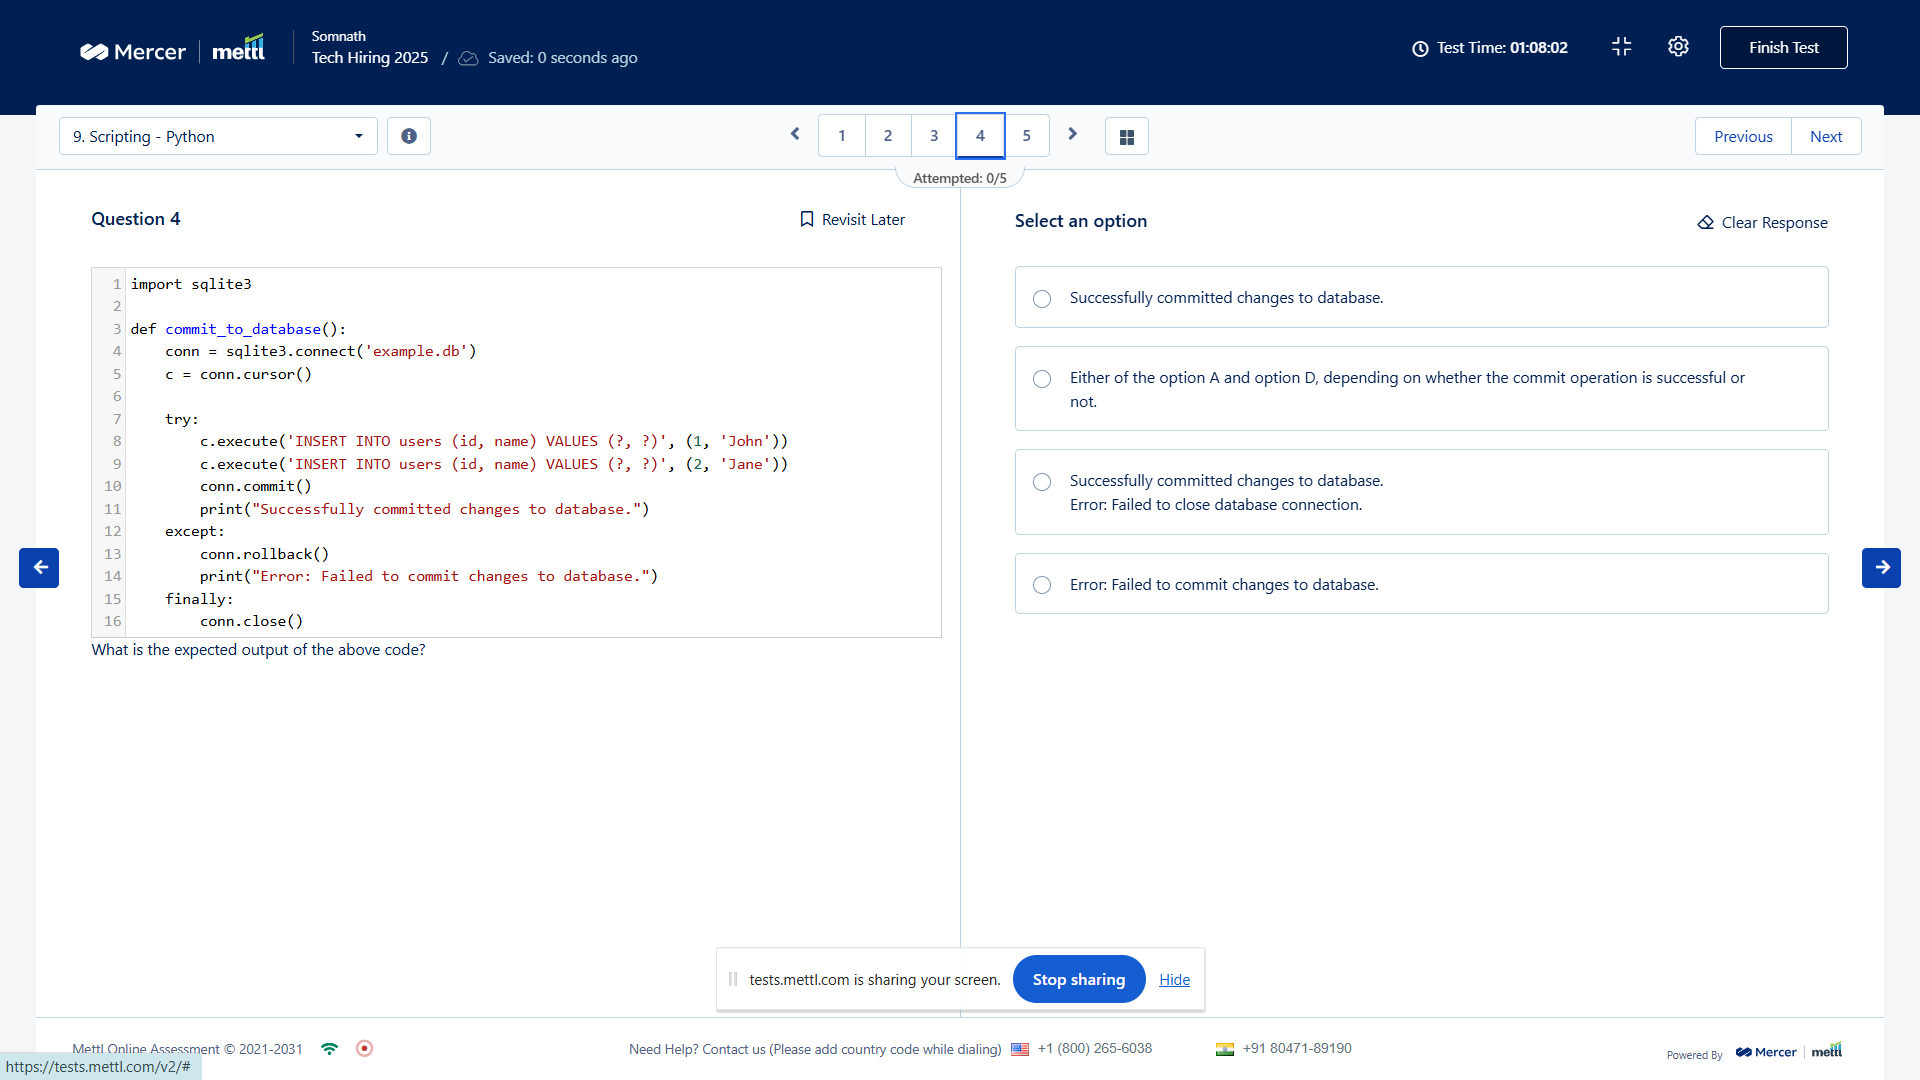 Mercer | mettl
Somnath
Tech Hiring 2025 / Saved: 0 seconds ago
Test Time: 01:08:02
Finish Test
9. Scripting - Python
1 2 3 4 5
Previous Next
Attempted: 0/5
Question 4
Revisit Later
1 import sqlite3
2
3 def commit_to_database():
4     conn = sqlite3.connect('example.db')
5     c = conn.cursor()
6
7     try:
8         c.execute('INSERT INTO users (id, name) VALUES (?, ?)', (1, 'John'))
9         c.execute('INSERT INTO users (id, name) VALUES (?, ?)', (2, 'Jane'))
10         conn.commit()
11         print("Successfully committed changes to database.")
12     except:
13         conn.rollback()
14         print("Error: Failed to commit changes to database.")
15     finally:
16         conn.close()
What is the expected output of the above code?
Select an option
Clear Response
Successfully committed changes to database.
Either of the option A and option D, depending on whether the commit operation is successful or
not.
Successfully committed changes to database.
Error: Failed to close database connection.
Error: Failed to commit changes to database.
tests.mettl.com is sharing your screen. Stop sharing Hide
Mettl Online Assessment © 2021-2031
Need Help? Contact us (Please add country code while dialing) +1 (800) 265-6038 +91 80471-89190
Powered By Mercer | mettl
https://tests.mettl.com/v2/#